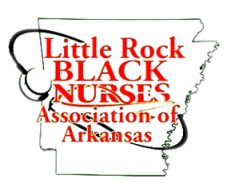 Little Rock
BLACK
NURSES
Association of
Arkansas